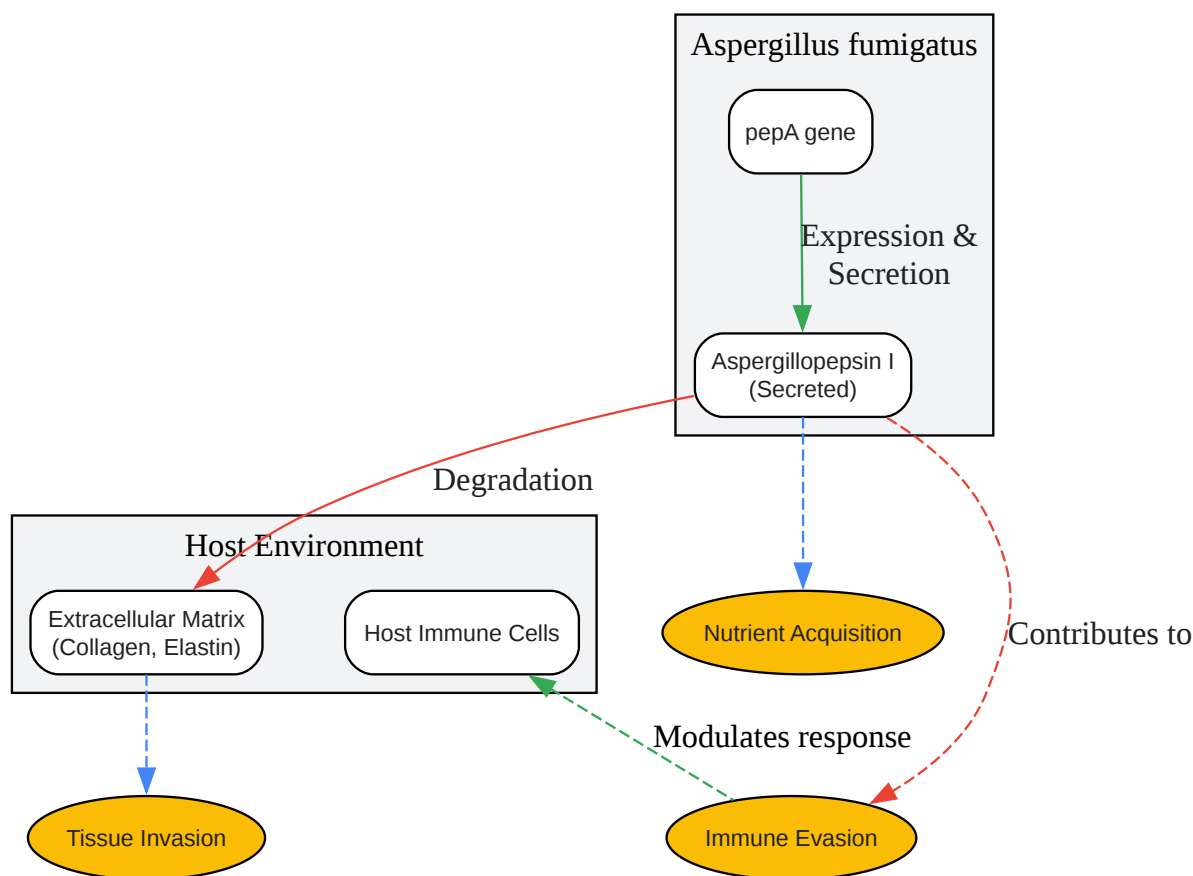 Aspergillus fumigatus
pepA gene
Expression &
Secretion
Aspergillopepsin I
(Secreted)
Degradation
Host Environment
Extracellular Matrix
(Collagen, Elastin)
Host Immune Cells
Nutrient Acquisition
Contributes to
Modulates response
Tissue Invasion
Immune Evasion